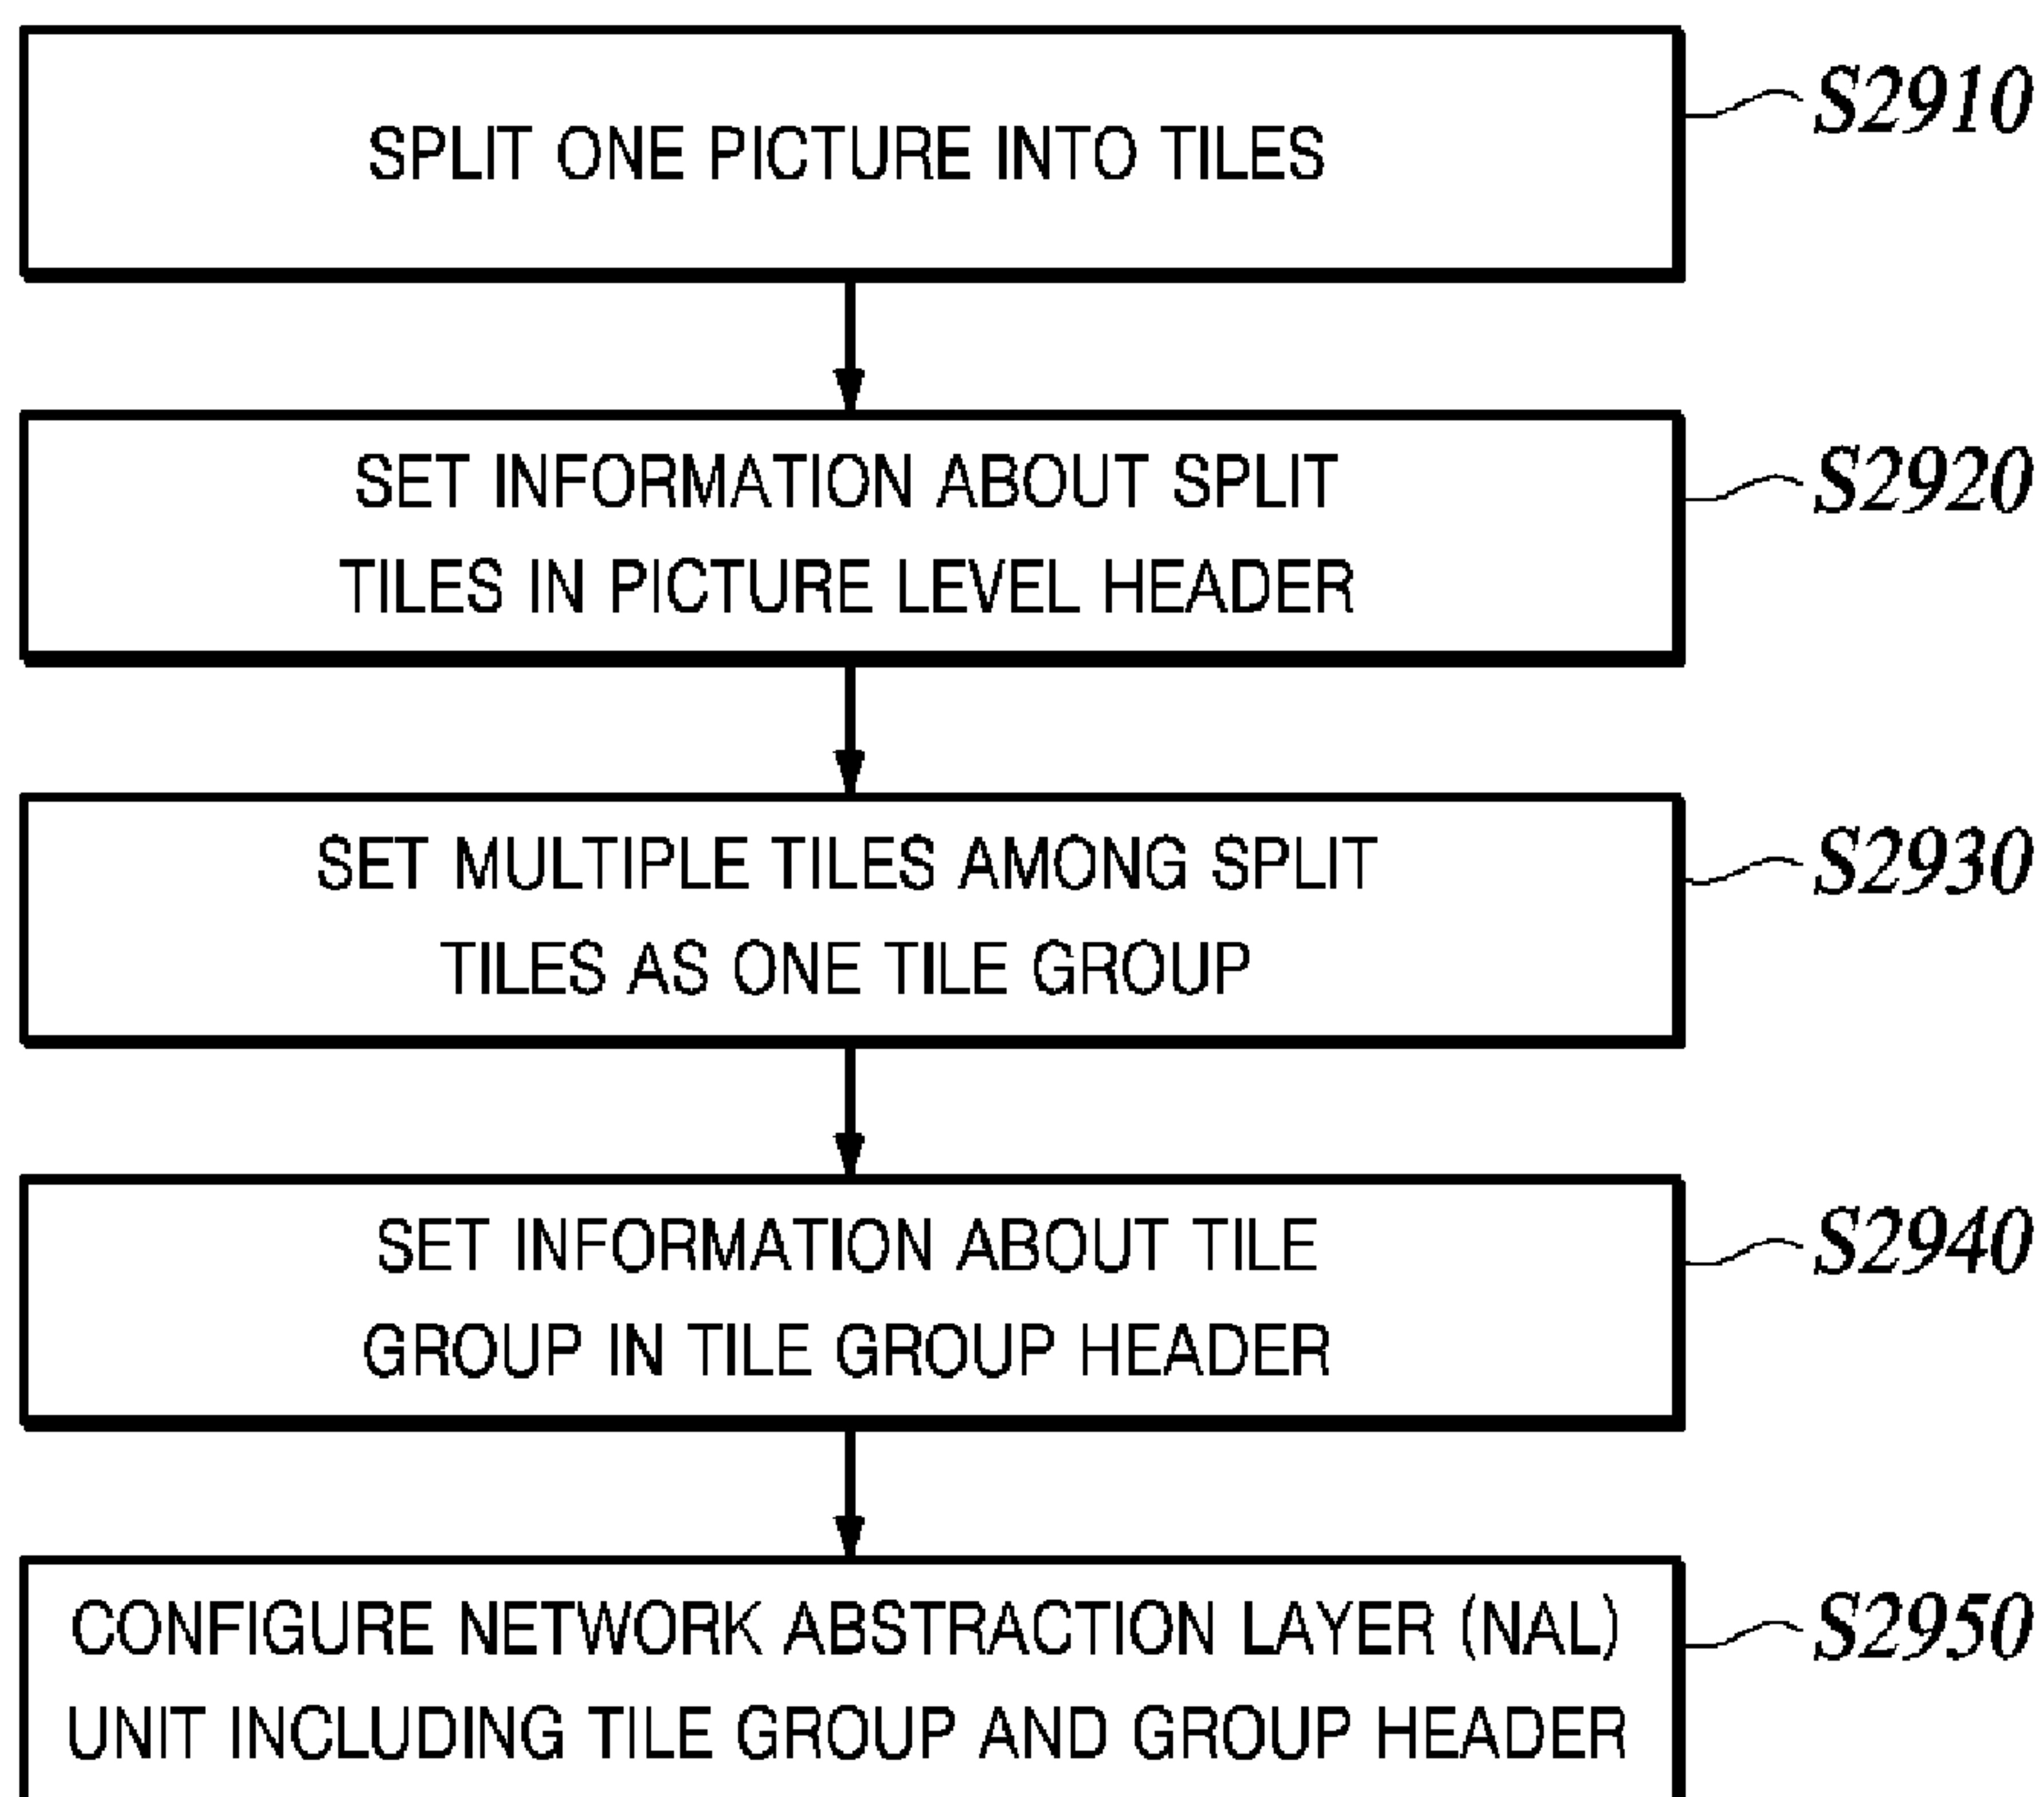 SPLIT ONE PICTURE INTO TILES
S2910
SET INFORMATION ABOUT SPLIT
TILES IN PICTURE LEVEL HEADER
S2920
SET MULTIPLE TILES AMONG SPLIT
TILES AS ONE TILE GROUP
S2930
SET INFORMATION ABOUT TILE
GROUP IN TILE GROUP HEADER
S2940
CONFIGURE NETWORK ABSTRACTION LAYER (NAL)
UNIT INCLUDING TILE GROUP AND GROUP HEADER
S2950